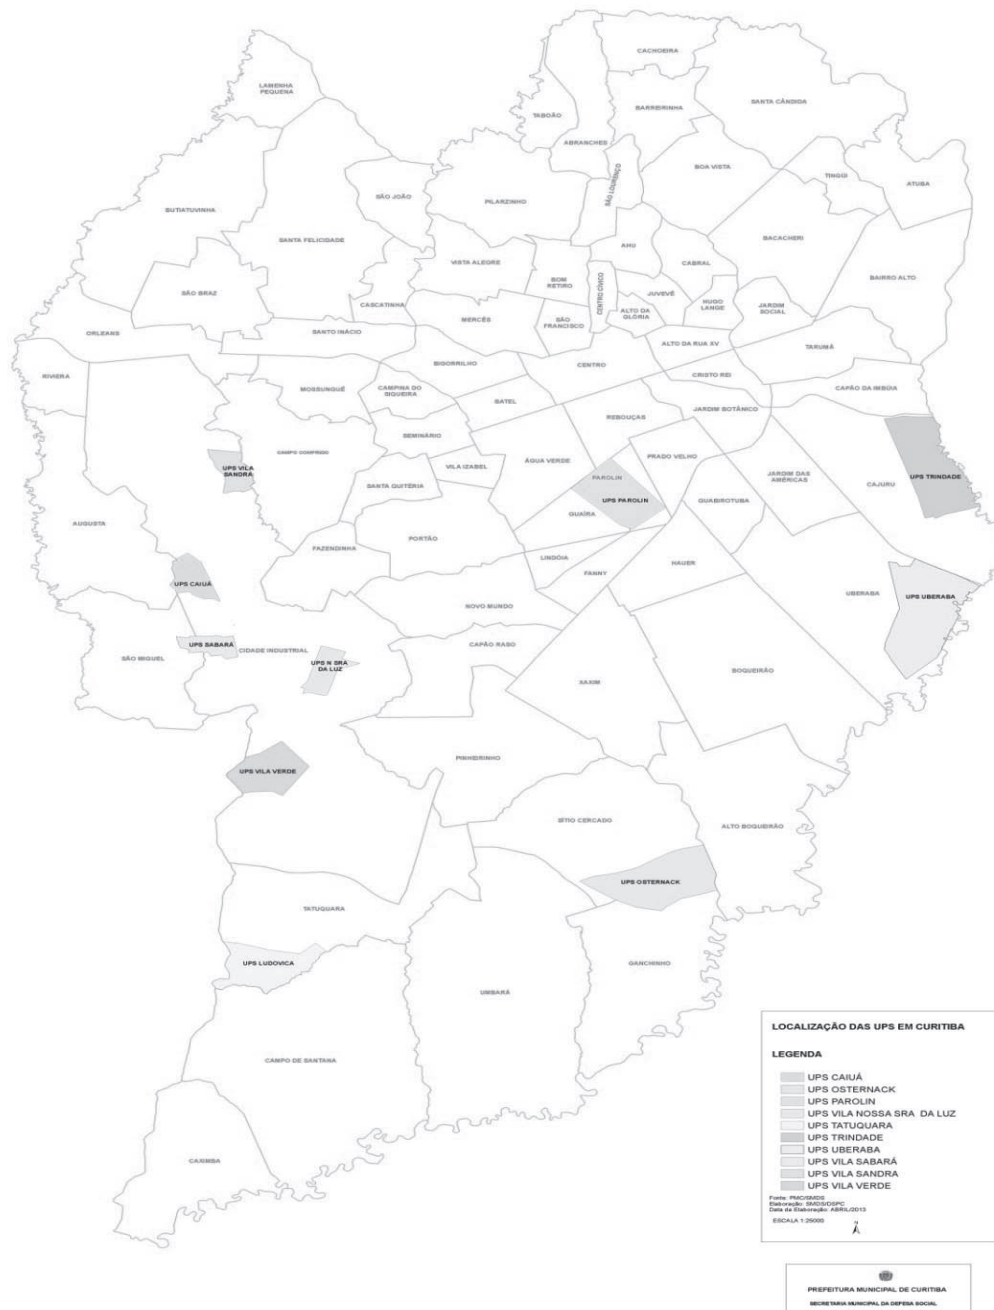 CACHOEIRA
LAMENHA
PEQUENA
SANTA CÂNDIDA
BARREIRINHA
TABOÃO
ABRANCHES
BOA VISTA
TINGUI
ATUBA
SÃO LOURENÇO
SÃO JOÃO
PILARZINHO
BUTIATUVINHA
SANTA FELICIDADE
BACACHERI
AHU
CABRAL
VISTA ALEGRE
BAIRRO ALTO
BOM
RETIRO
CENTRO CÍVICO
SÃO BRAZ
CASCATINHA
JUVEVÊ
HUGO
LANGE
JARDIM
SOCIAL
ALTO DA
GLÓRIA
MERCÊS
SÃO
FRANCISCO
ORLEANS
SANTO INÁCIO
ALTO DA RUA XV
TARUMÃ
BIGORRILHO
CENTRO
RIVIERA
CRISTO REI
MOSSUNGUÊ
CAMPINA DO
SIQUEIRA
CAPÃO DA IMBÚIA
BATEL
REBOUÇAS
JARDIM BOTÂNICO
SEMINÁRIO
CAMPO COMPRIDO
PRADO VELHO
ÁGUA VERDE
VILA IZABEL
UPS VILA
SANDRA
PAROLIN
JARDIM DAS
AMÉRICAS
UPS TRINDADE
CAJURU
SANTA QUITÉRIA
UPS PAROLIN
GUABIROTUBA
GUAÍRA
AUGUSTA
PORTÃO
FAZENDINHA
LINDÓIA
HAUER
FANNY
UPS CAIUÁ
UBERABA
UPS UBERABA
NOVO MUNDO
UPS SABARÁ
CAPÃO RASO
CIDADE INDUSTRIAL
SÃO MIGUEL
UPS N SRA
DA LUZ
BOQUEIRÃO
XAXIM
PINHEIRINHO
UPS VILA VERDE
SÍTIO CERCADO
ALTO BOQUEIRÃO
UPS OSTERNACK
TATUQUARA
UPS LUDOVICA
GANCHINHO
UMBARÁ
CAMPO DE SANTANA
CAXIMBA
LOCALIZAÇÃO DAS UPS EM CURITIBA
LEGENDA
UPS CAIUÁ
UPS OSTERNACK
UPS PAROLIN
UPS VILA NOSSA SRA DA LUZ
UPS TATUQUARA
UPS TRINDADE
UPS UBERABA
UPS VILA SABARÁ
UPS VILA SANDRA
UPS VILA VERDE
Fonte: PMC/SMDS
Elaboração: SMDS/DSPC
Data da Elaboração: ABRIL/2013
ESCALA 1:25000
N
PREFEITURA MUNICIPAL DE CURITIBA
SECRETARIA MUNICIPAL DA DEFESA SOCIAL